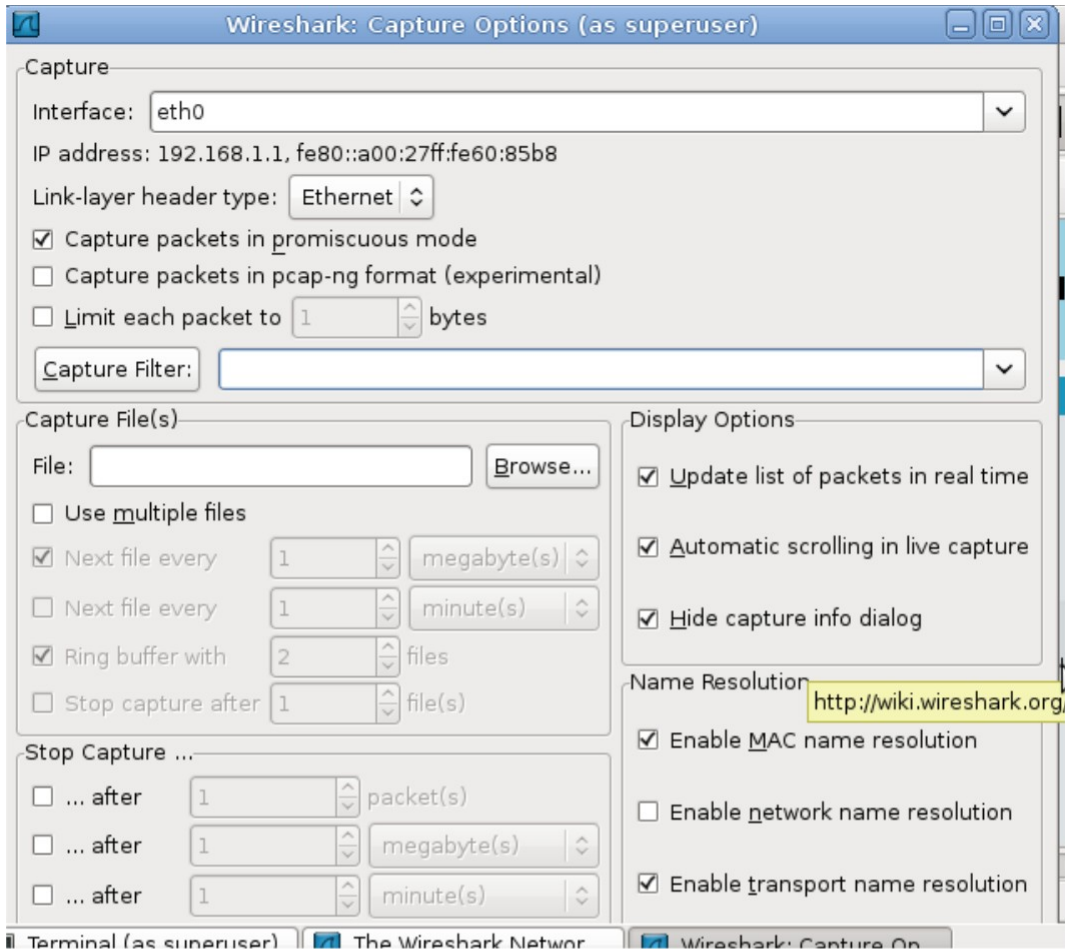 Wireshark: Capture Options (as superuser)
Capture
Interface: eth0
IP address: 192.168.1.1, fe80::a00:27ff:fe60:85b8
Link-layer header type: Ethernet
Capture packets in promiscuous mode
Capture packets in pcap-ng format (experimental)
Limit each packet to 1 bytes
Capture Filter:
Capture File(s)
File: Browse...
Use multiple files
Next file every 1 megabyte(s)
Next file every 1 minute(s)
Ring buffer with 2 files
Stop capture after 1 file(s)
Stop Capture ...
... after 1 packet(s)
... after 1 megabyte(s)
... after 1 minute(s)
Display Options
Update list of packets in real time
Automatic scrolling in live capture
Hide capture info dialog
Name Resolution
http://wiki.wireshark.org/
Enable MAC name resolution
Enable network name resolution
Enable transport name resolution
Terminal (as superuser)
The Wireshark Networ
Wireshark: Capture Op